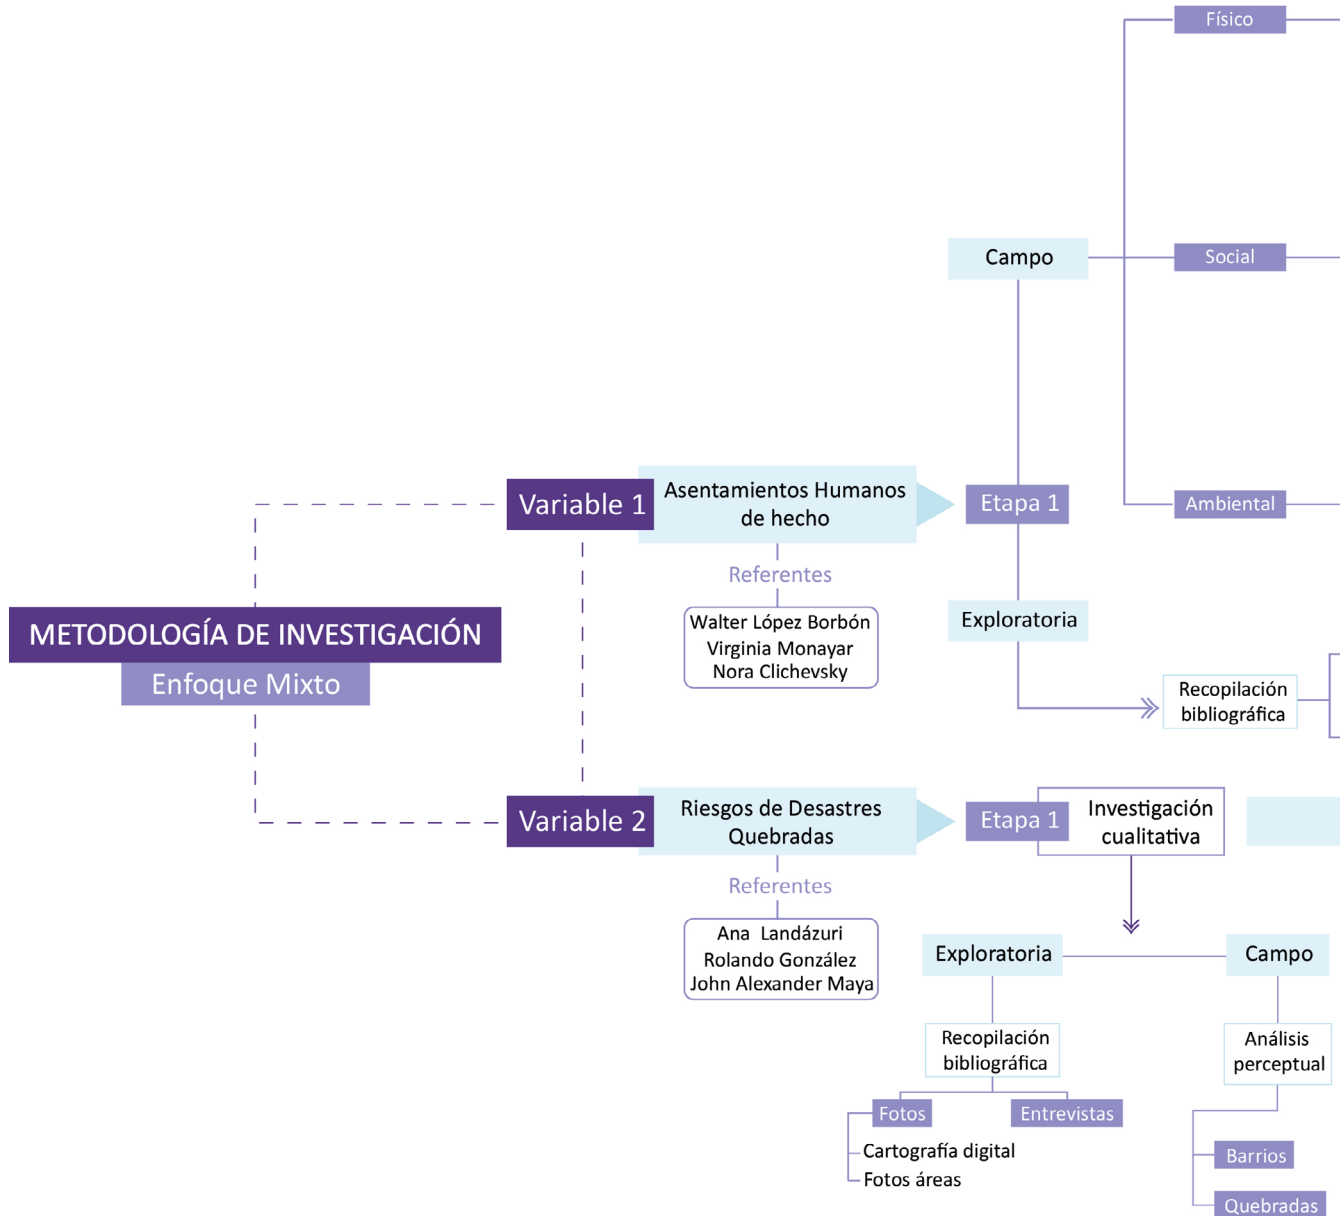 Físico
Campo
Social
Ambiental
Variable 1
Asentamientos Humanos
de hecho
Etapa 1
Referentes
Walter López Borbón
Virginia Monayar
Nora Clichevsky
METODOLOGÍA DE INVESTIGACIÓN
Enfoque Mixto
Exploratoria
Recopilación
bibliográfica
Variable 2
Riesgos de Desastres
Quebradas
Etapa 1
Investigación
cualitativa
Referentes
Ana Landázuri
Rolando González
John Alexander Maya
Exploratoria
Campo
Recopilación
bibliográfica
Análisis
perceptual
Fotos
Entrevistas
Cartografía digital
Fotos áreas
Barrios
Quebradas